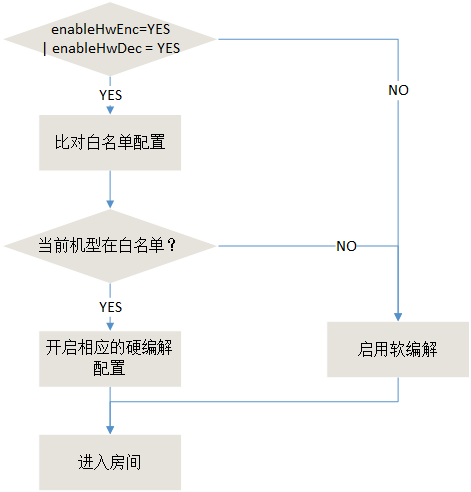 enableHwEnc=YES
| enableHwDec = YES
YES
NO
比对白名单配置
当前机型在白名单？
NO
YES
开启相应的硬编解
配置
启用软编解
进入房间